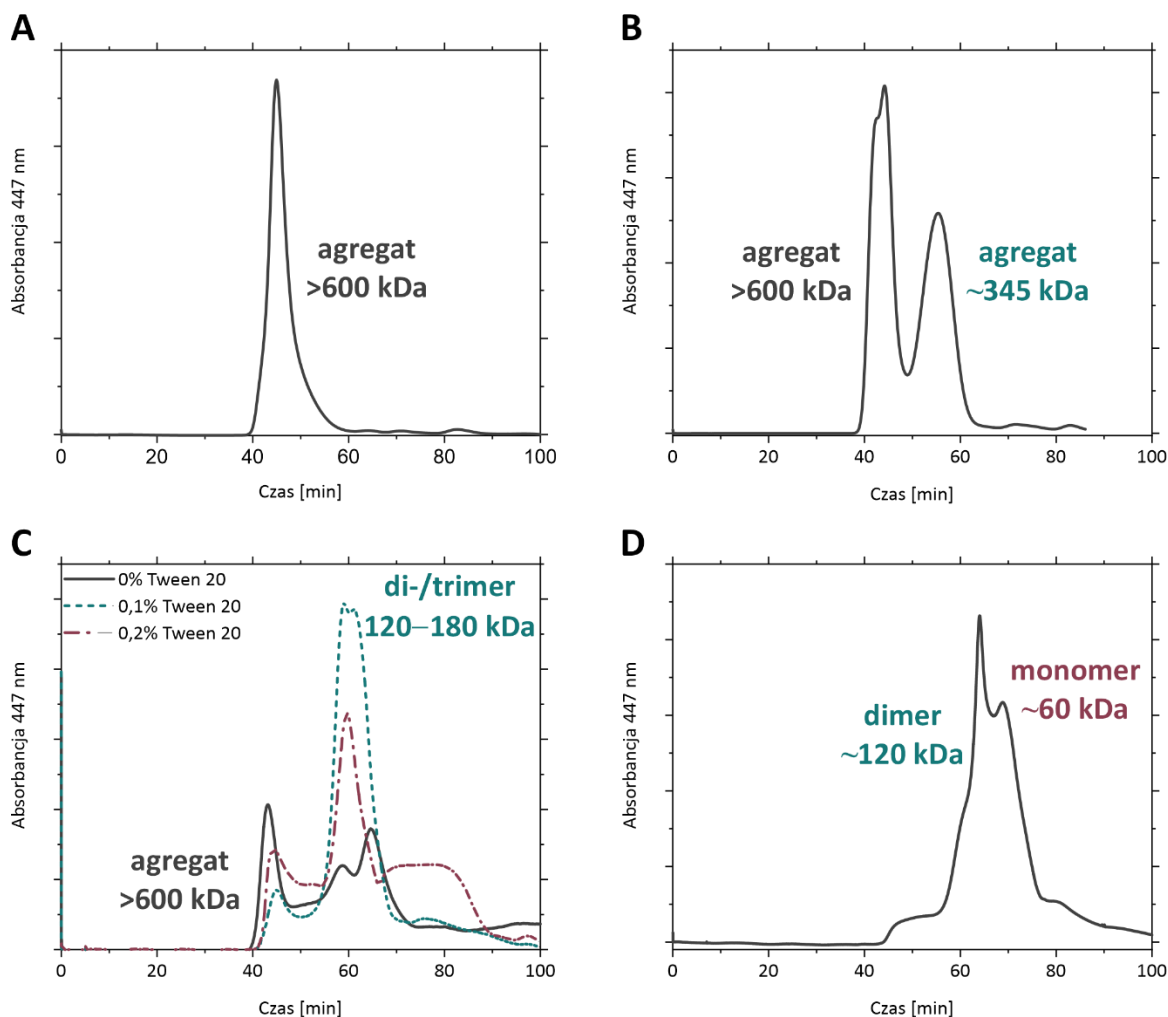 A
Absorbancja 447 nm
agregat
>600 kDa
0 20 40 60 80 100
Czas [min]
B
Absorbancja 447 nm
agregat
>600 kDa
agregat
~345 kDa
0 20 40 60 80 100
Czas [min]
C
Absorbancja 447 nm
0% Tween 20
0,1% Tween 20
0,2% Tween 20
di-/trimer
120–180 kDa
agregat
>600 kDa
0 20 40 60 80 100
Czas [min]
D
Absorbancja 447 nm
monomer
~60 kDa
dimer
~120 kDa
0 20 40 60 80 100
Czas [min]